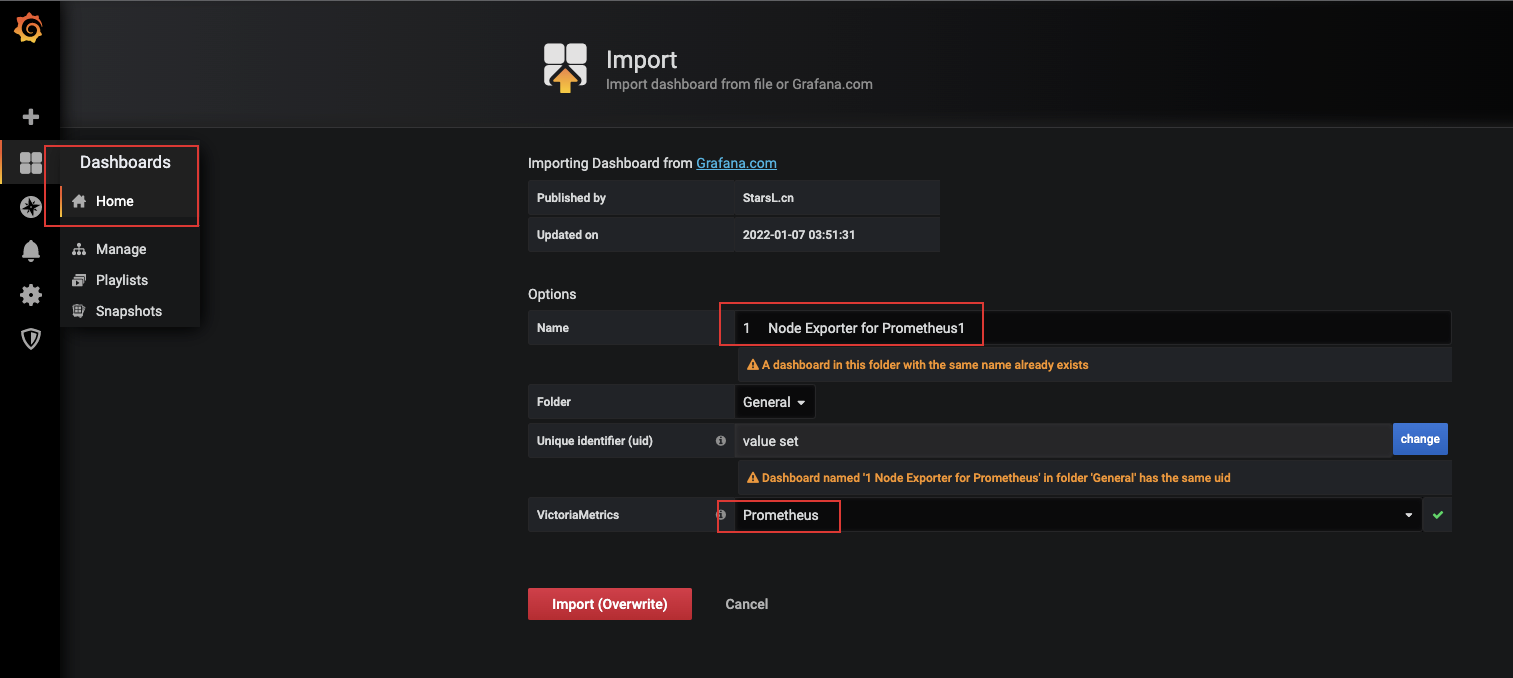 Import
Import dashboard from file or Grafana.com
Dashboards
Home
Manage
Playlists
Snapshots
Importing Dashboard from Grafana.com
Published by StarsL.cn
Updated on 2022-01-07 03:51:31
Options
Name 1 Node Exporter for Prometheus1
A dashboard in this folder with the same name already exists
Folder General
Unique identifier (uid) value set change
Dashboard named '1 Node Exporter for Prometheus' in folder 'General' has the same uid
VictoriaMetrics Prometheus
Import (Overwrite) Cancel